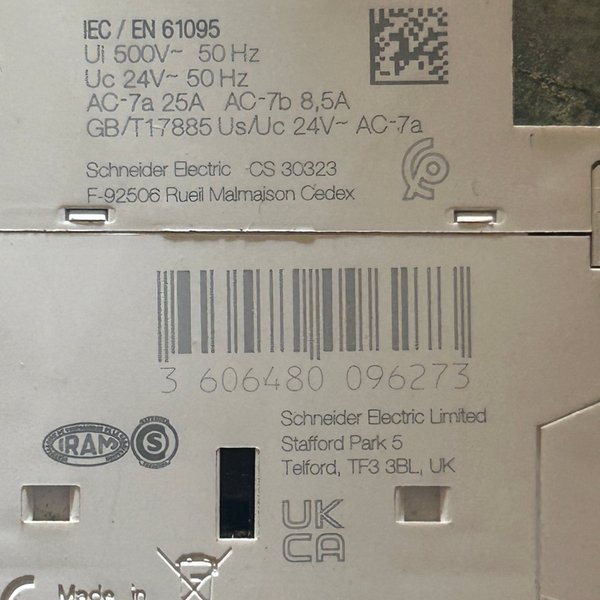 IEC / EN 61095
Ui 500V~ 50 Hz
Uc 24V~ 50 Hz
AC-7a 25A AC-7b 8,5A
GB/T17885 Us/Uc 24V~ AC-7a
Schneider Electric CS 30323
F-92506 Rueil Malmaison Cedex
3 606480 096273
Schneider Electric Limited
Stafford Park 5
Telford, TF3 3BL, UK
IRAM S
UK
CA
Made in